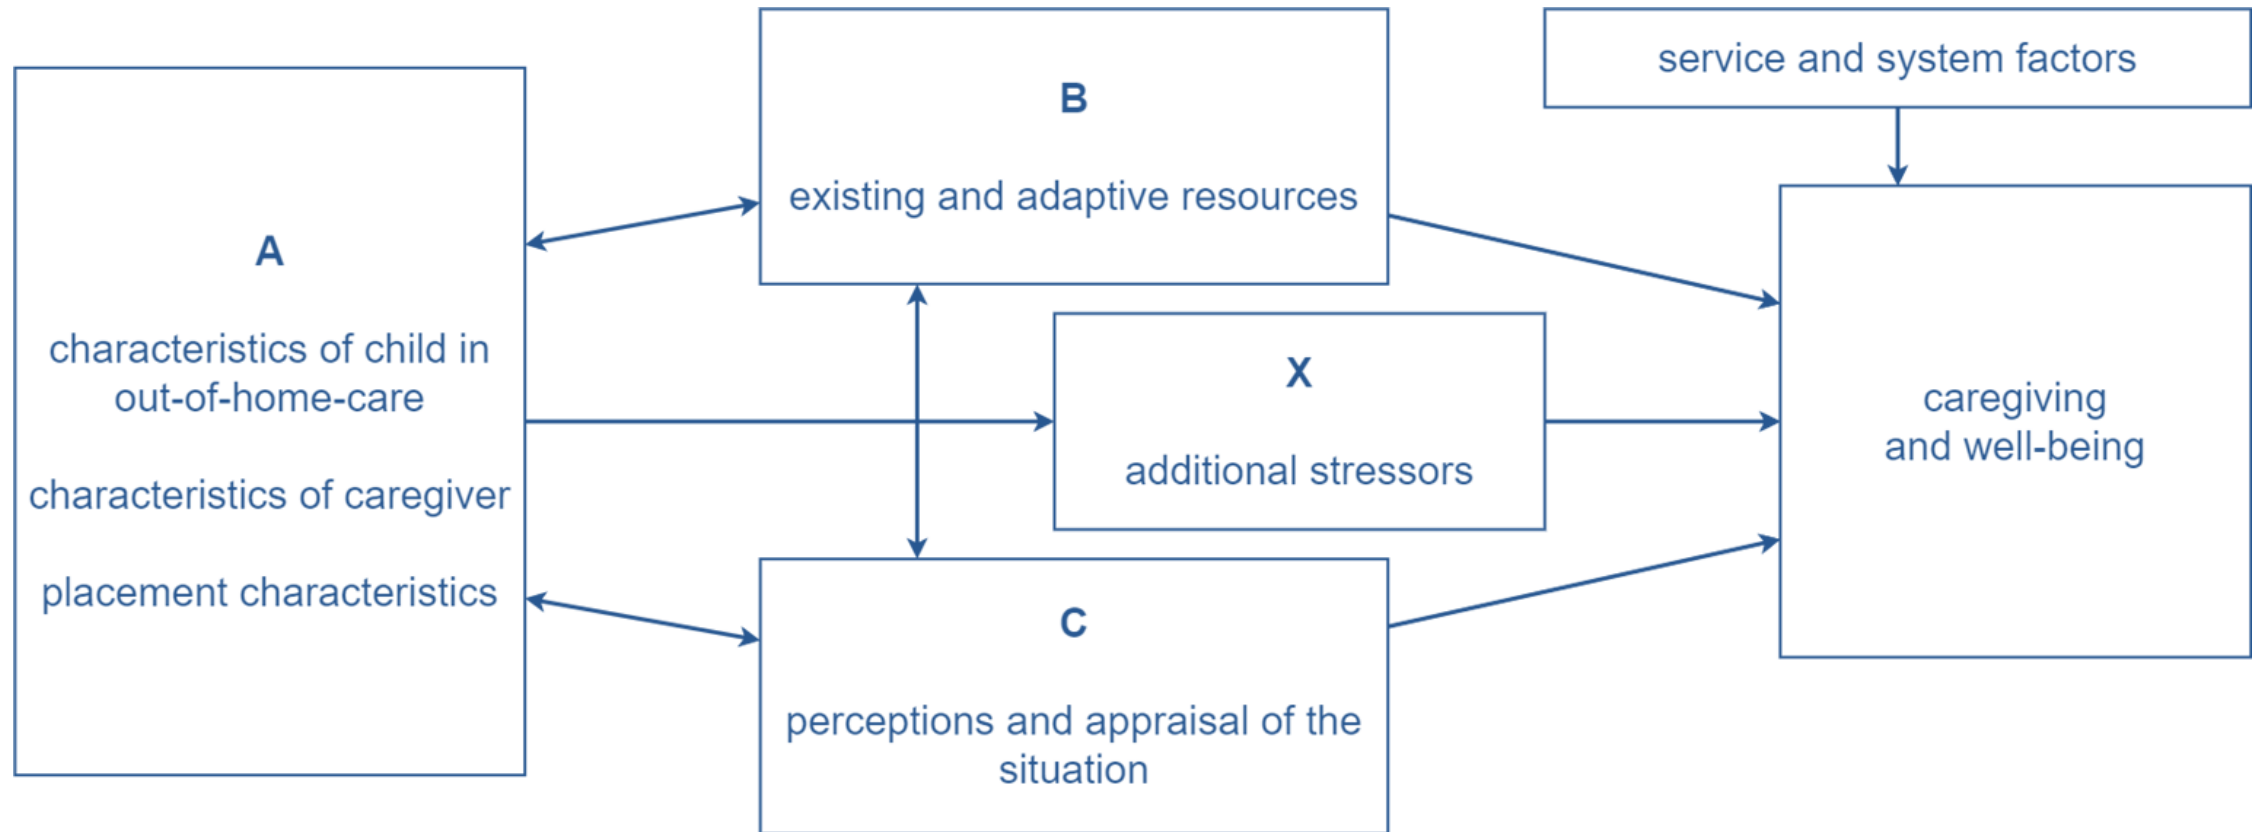 A
characteristics of child in
out-of-home-care
characteristics of caregiver
placement characteristics
B
existing and adaptive resources
X
additional stressors
C
perceptions and appraisal of the
situation
service and system factors
caregiving
and well-being